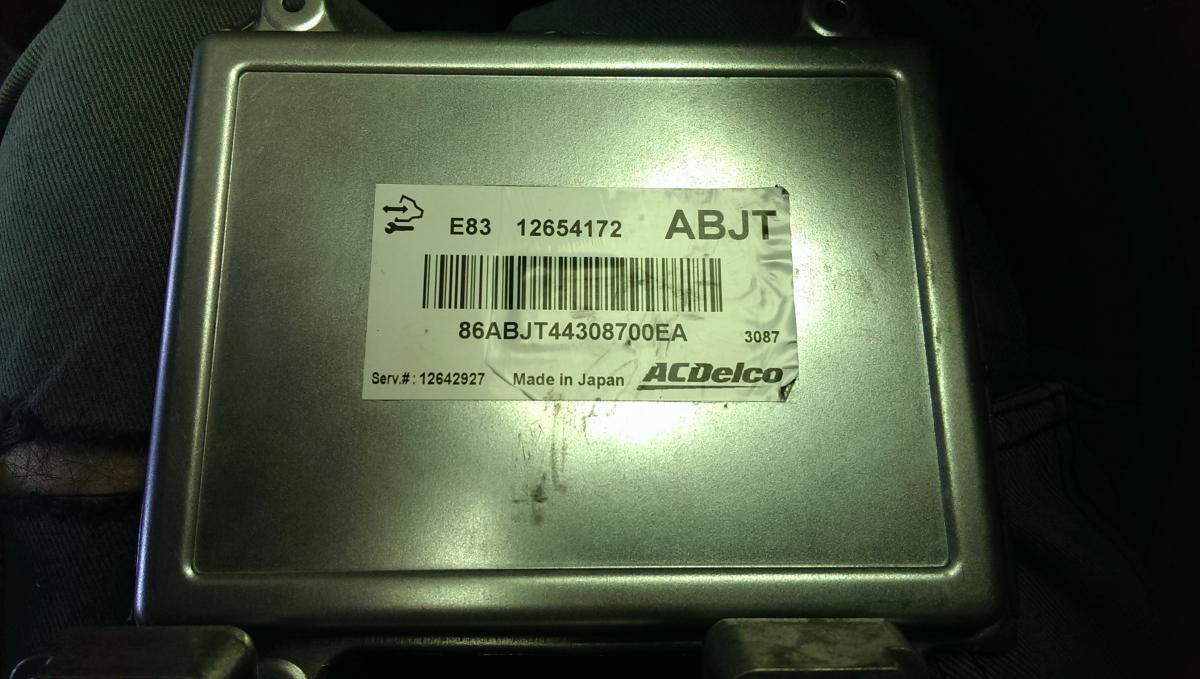 E83 12654172 ABJT
86ABJT44308700EA 3087
Serv.#: 12642927 Made in Japan ACDelco